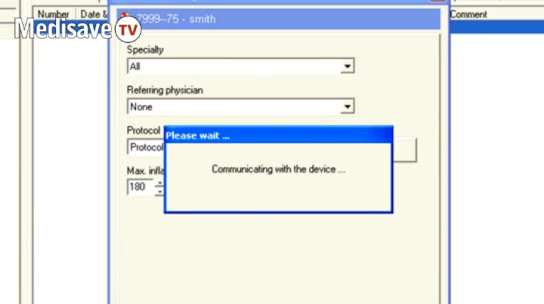 Number Date & Comment
Medisave TV
7999--75 - smith
Specialty
All
Referring physician
None
Protocol
Please wait ...
Protocol
Communicating with the device ...
Max. infla
180